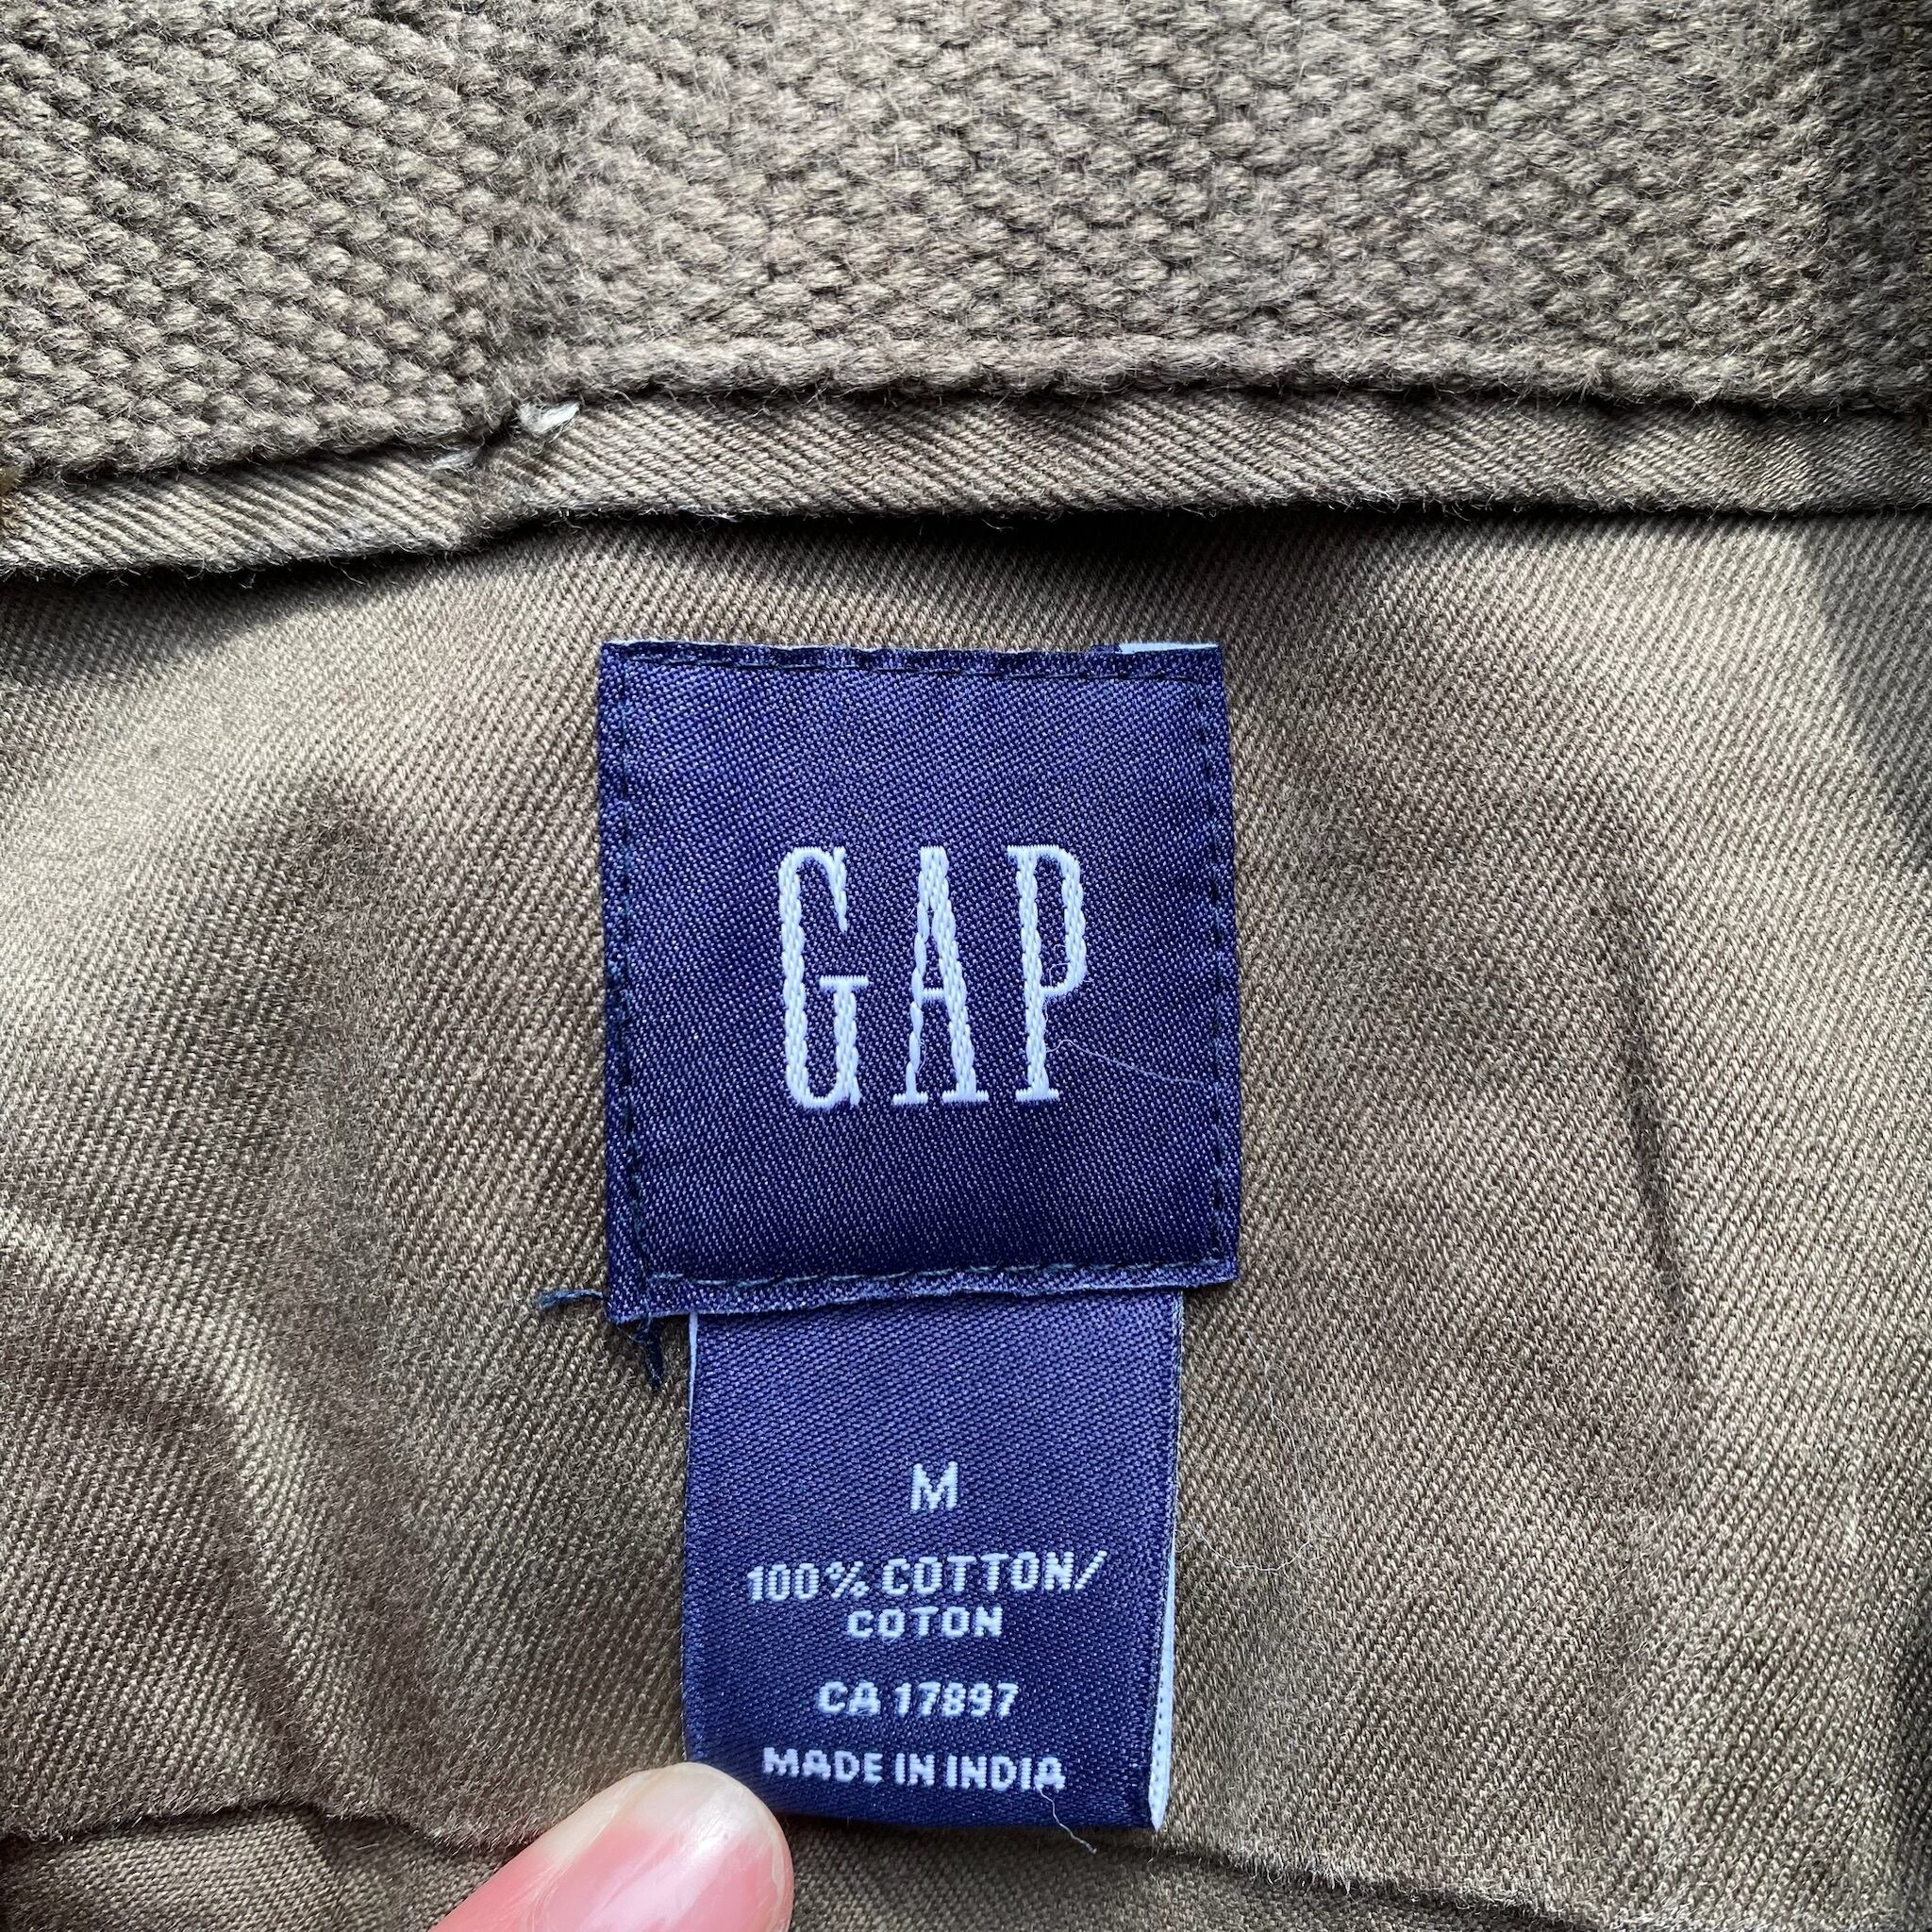 GAP
M
100% COTTON/
COTON
CA 17897
MADE IN INDIA